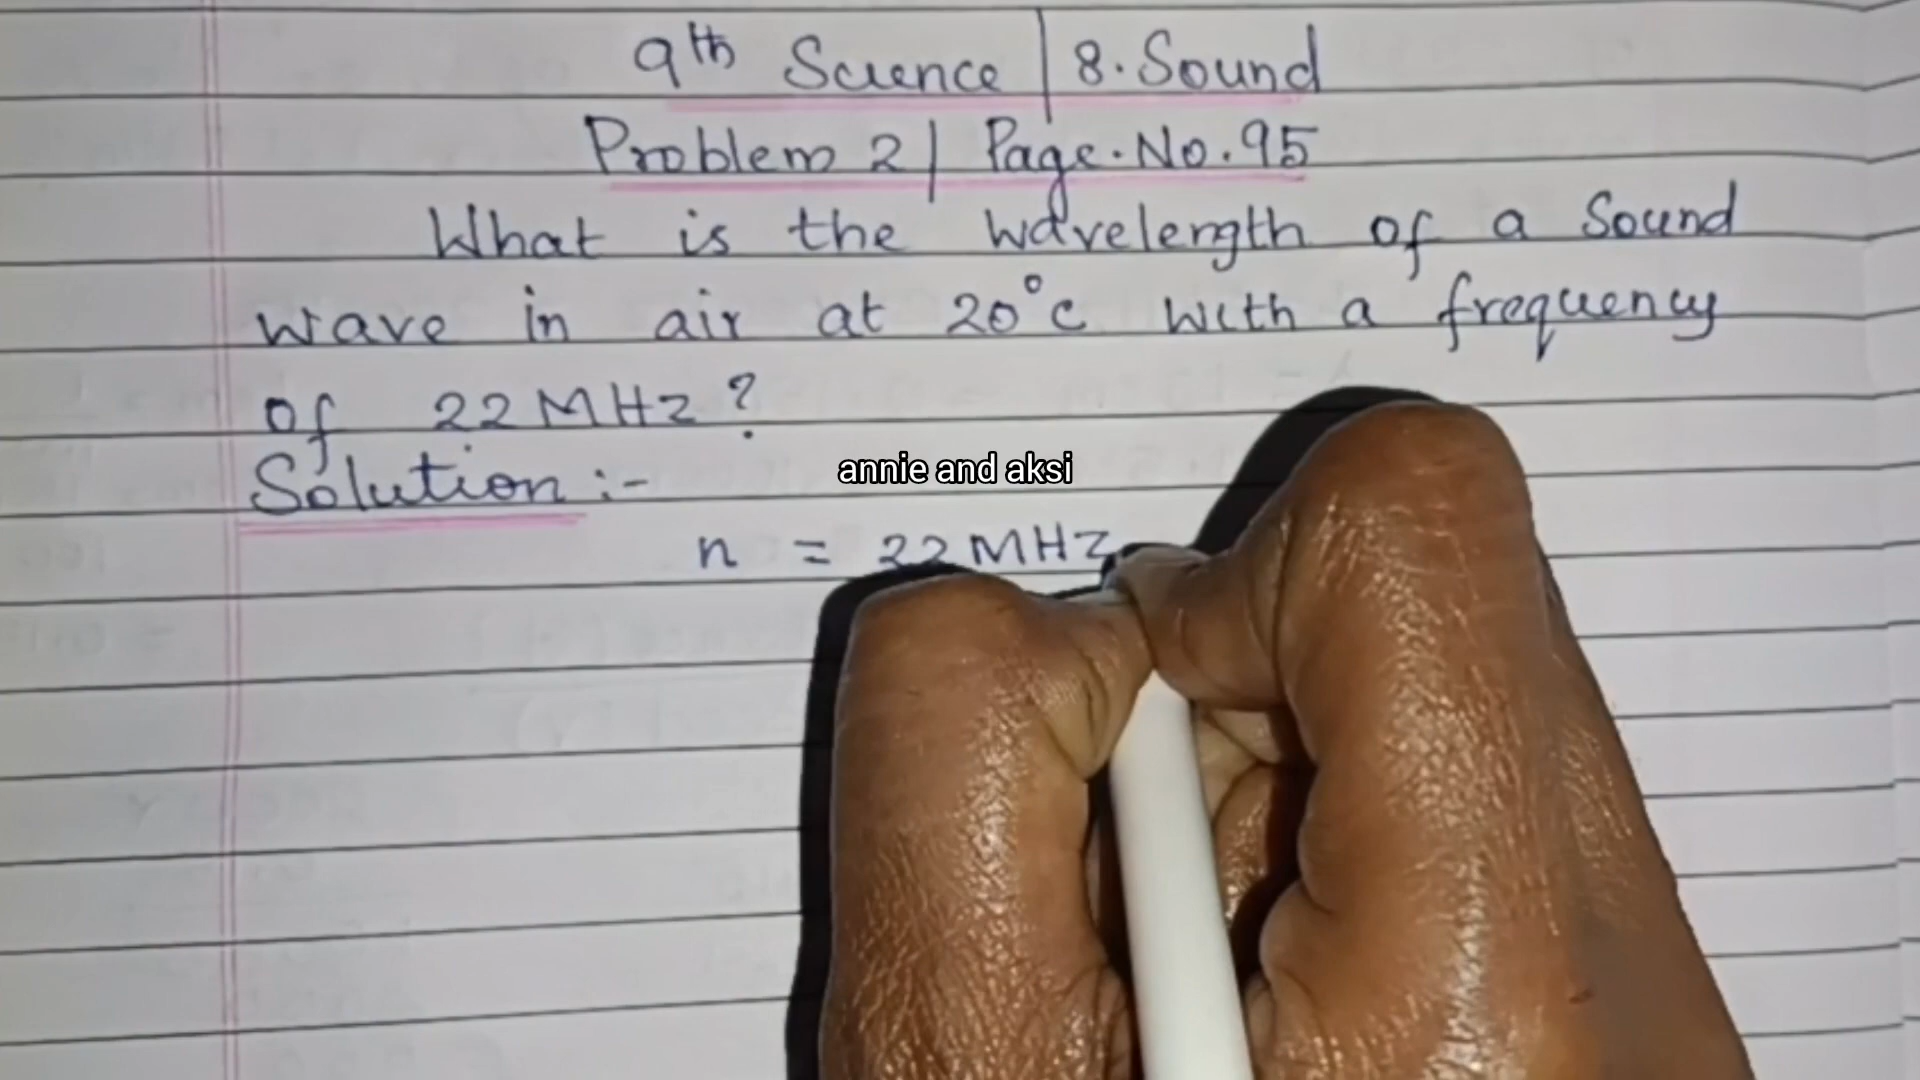 9th Science | 8. Sound
Problem 2 | Page. No. 95
What is the wavelength of a Sound
wave in air at 20°c with a frequency
of 22 MHz?
Solution :-
annie and aksi
n = 22 MHz